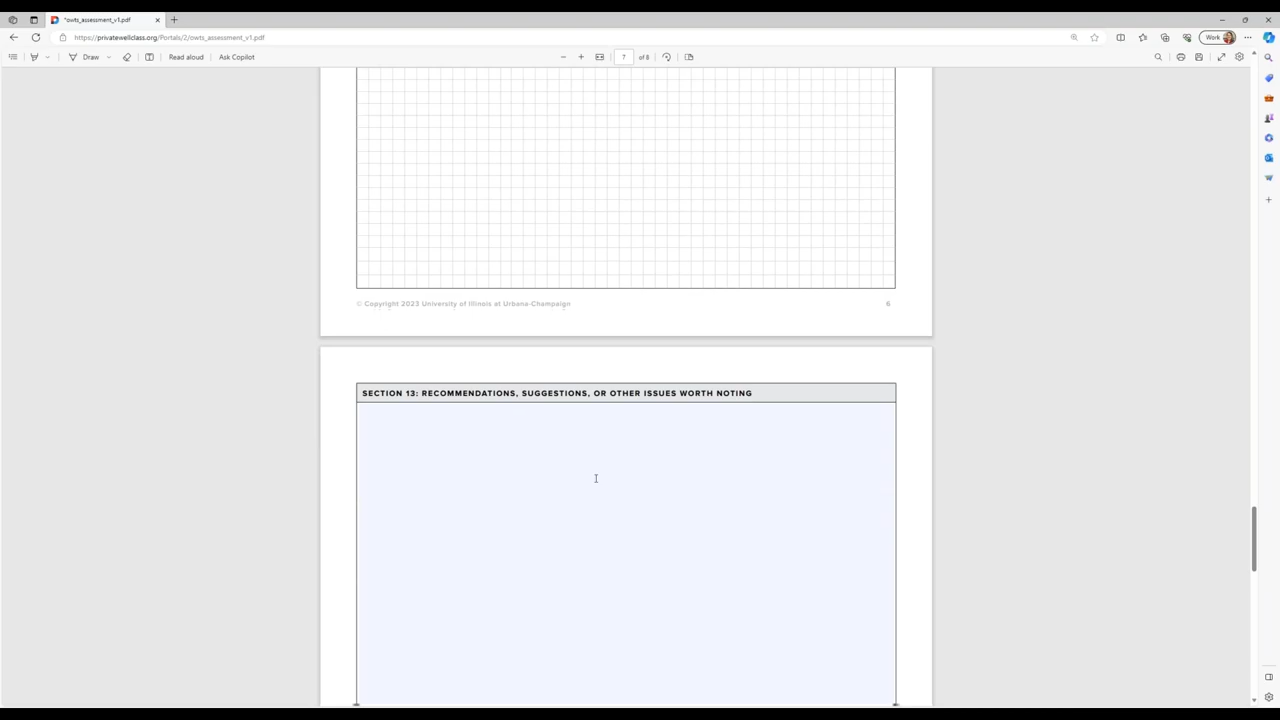 *owts_assessment_v1.pdf
https://privatewellclass.org/Portals/2/owts_assessment_v1.pdf
Work
Draw
Read aloud
Ask Copilot
7 of 8
© Copyright 2023 University of Illinois at Urbana-Champaign 6
SECTION 13: RECOMMENDATIONS, SUGGESTIONS, OR OTHER ISSUES WORTH NOTING